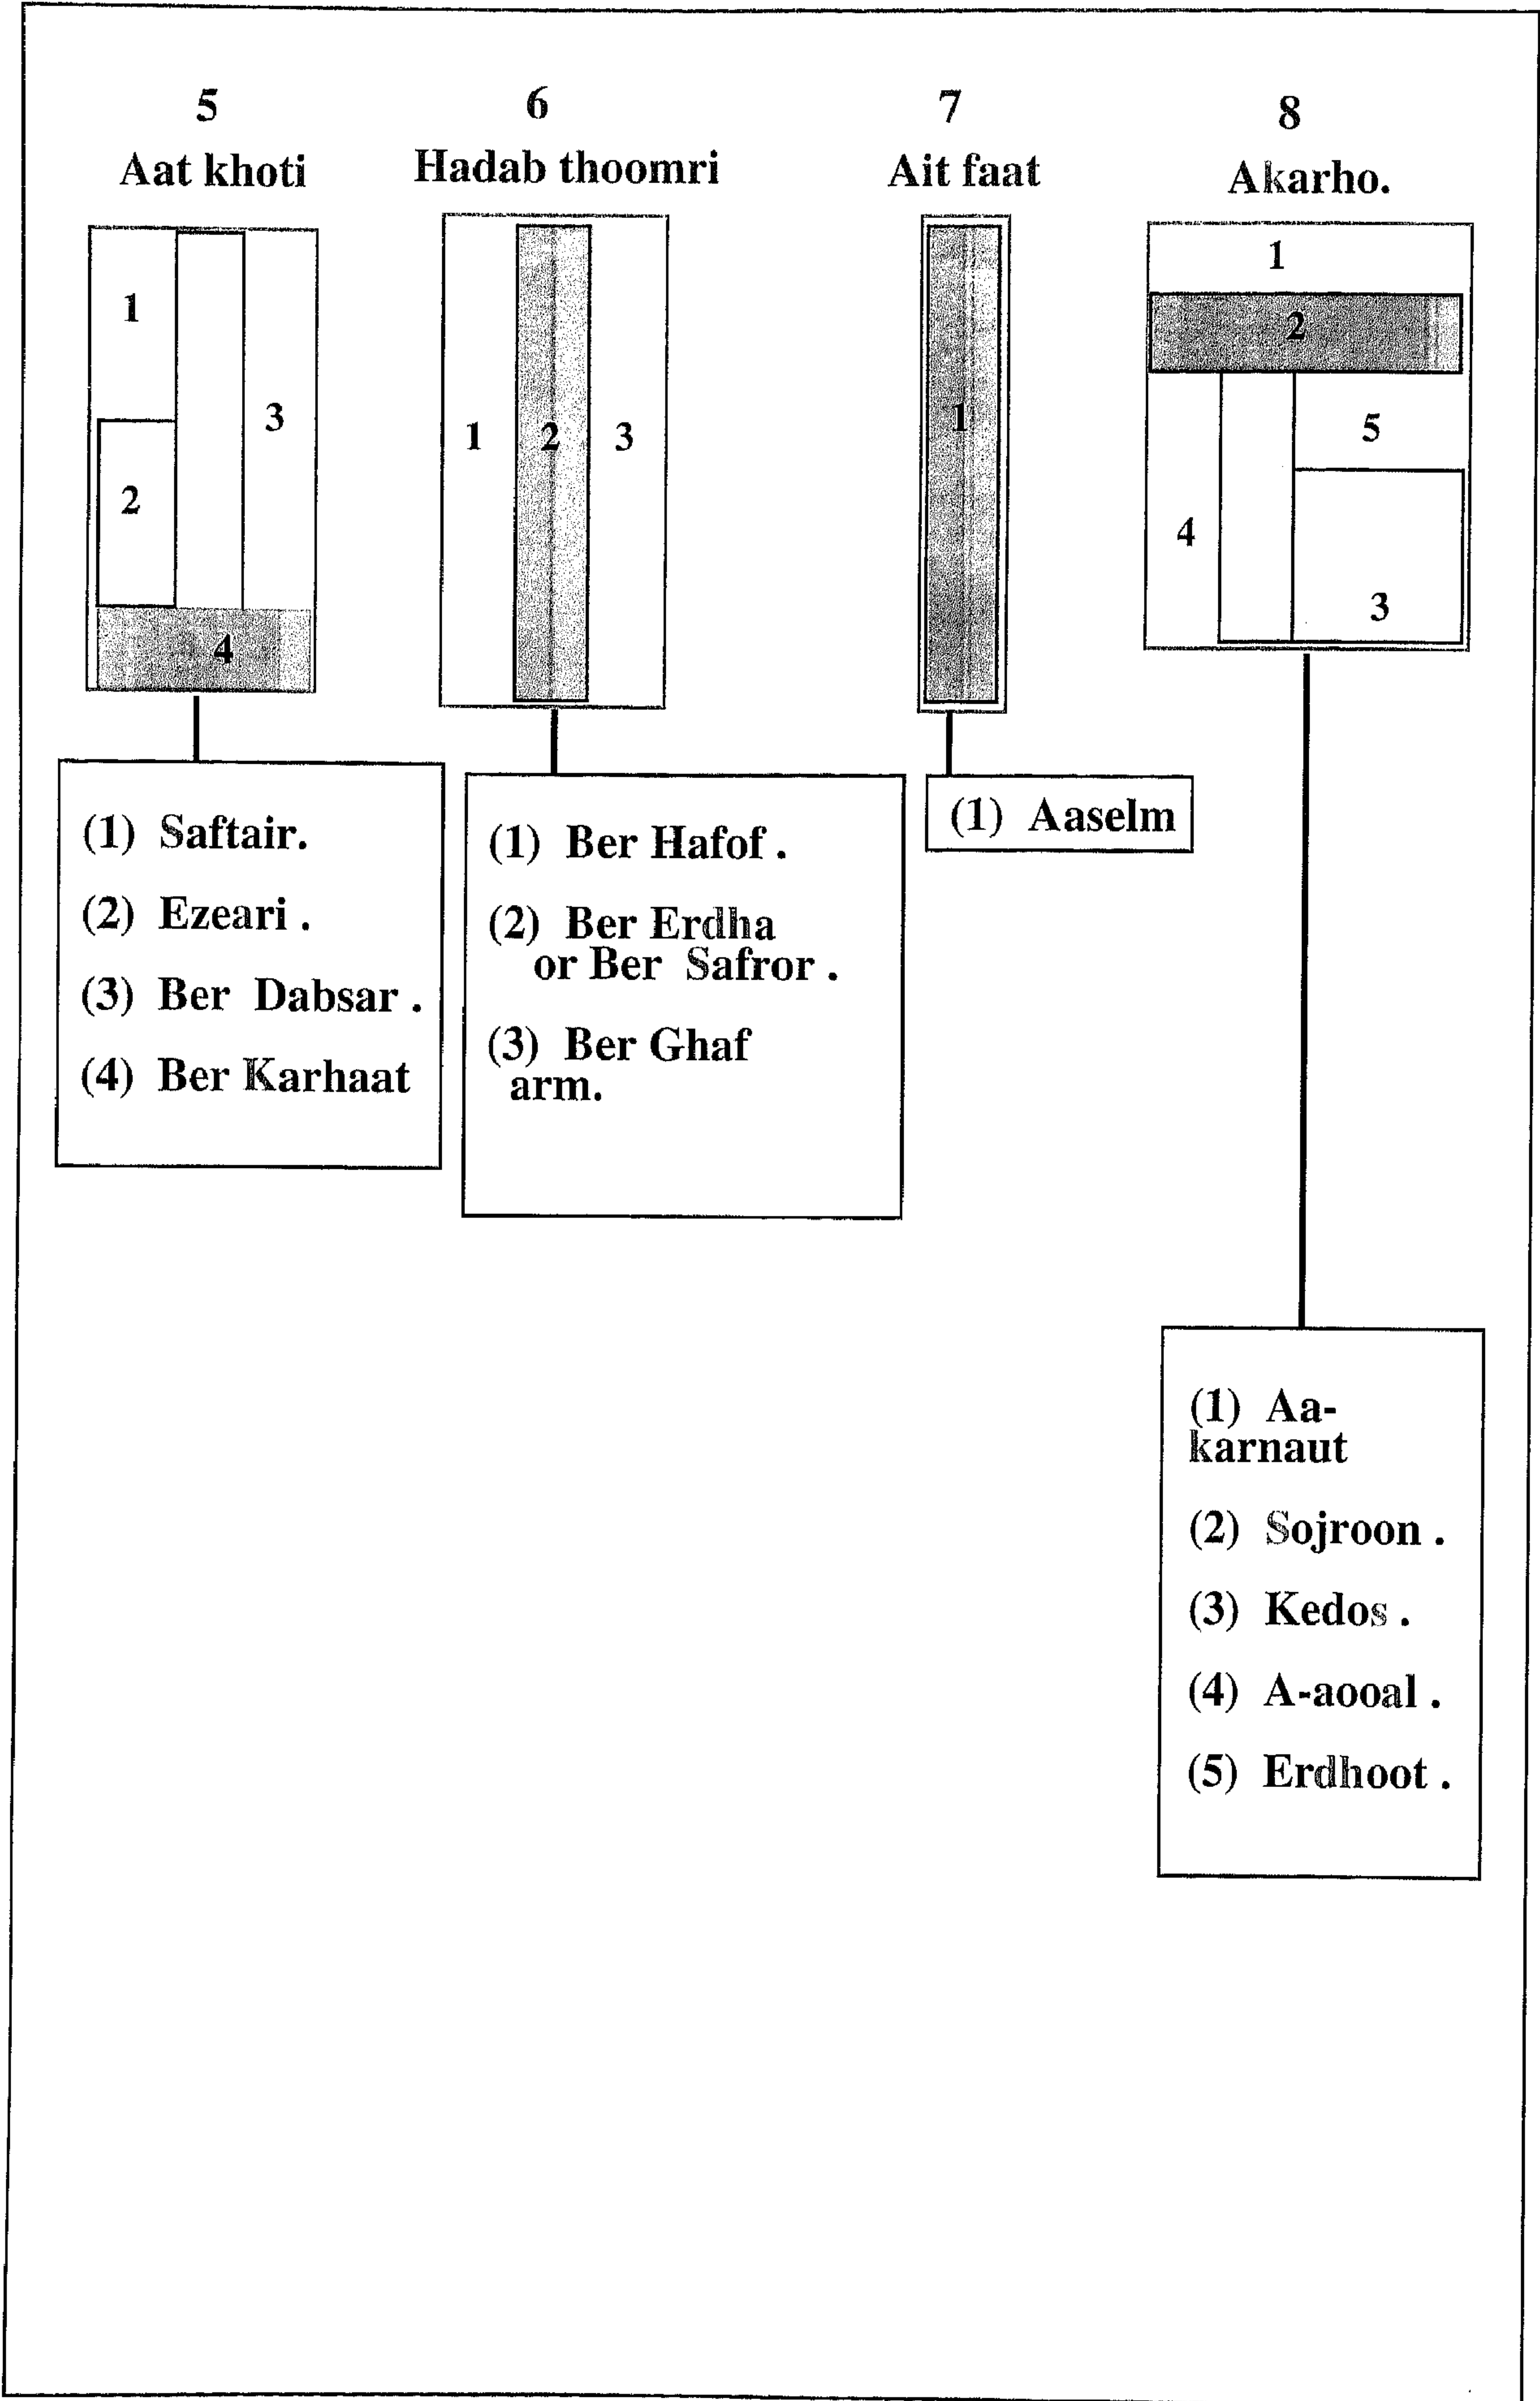 5
Aat khoti
1
2
3
4
(1) Saftair.
(2) Ezeari .
(3) Ber Dabsar .
(4) Ber Karhaat
6
Hadab thoomri
1
2
3
(1) Ber Hafof .
(2) Ber Erdha
or Ber Safror .
(3) Ber Ghaf
arm.
7
Ait faat
1
(1) Aaselm
8
Akarho.
1
2
5
4
3
(1) Aa-
karnaut
(2) Sojroon .
(3) Kedos .
(4) A-aooal .
(5) Erdhoot .